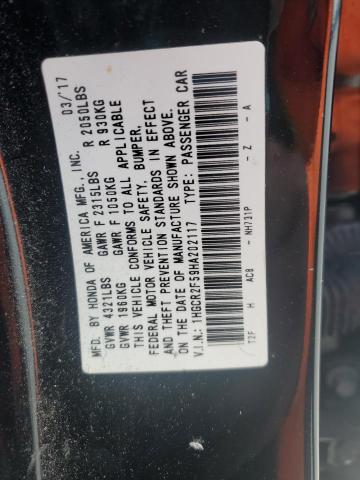 MFD. BY HONDA OF AMERICA MFG., INC. 03/'17
GVWR 4321LBS GAWR F 2315LBS R 2050LBS
GVWR 1960KG GAWR F 1050KG R 930KG
THIS VEHICLE CONFORMS TO ALL APPLICABLE
FEDERAL MOTOR VEHICLE SAFETY, BUMPER,
AND THEFT PREVENTION STANDARDS IN EFFECT
ON THE DATE OF MANUFACTURE SHOWN ABOVE.
V.I.N.: 1HGCR2F59HA202117 TYPE: PASSENGER CAR
T2F H AC8 - NH731P - Z - A